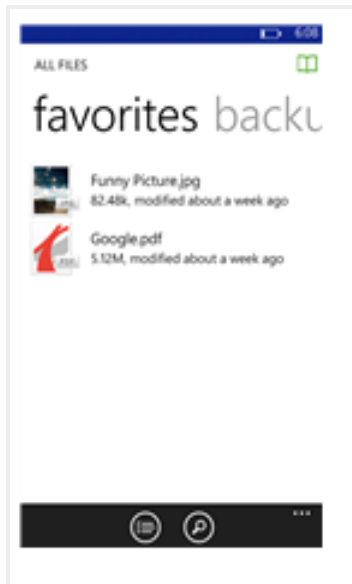 6:08
ALL FILES
favorites backu
Funny Picture.jpg
82.48k, modified about a week ago
Google.pdf
5.12M, modified about a week ago